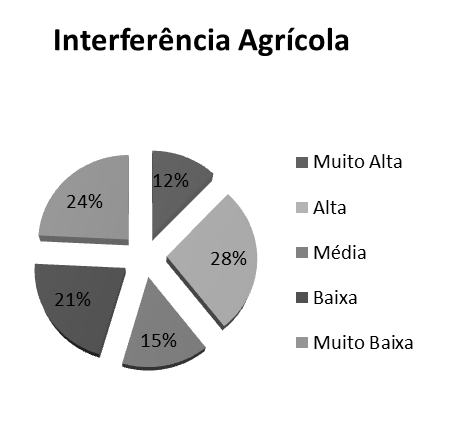 Interferência Agrícola
12%
28%
15%
21%
24%
Muito Alta
Alta
Média
Baixa
Muito Baixa